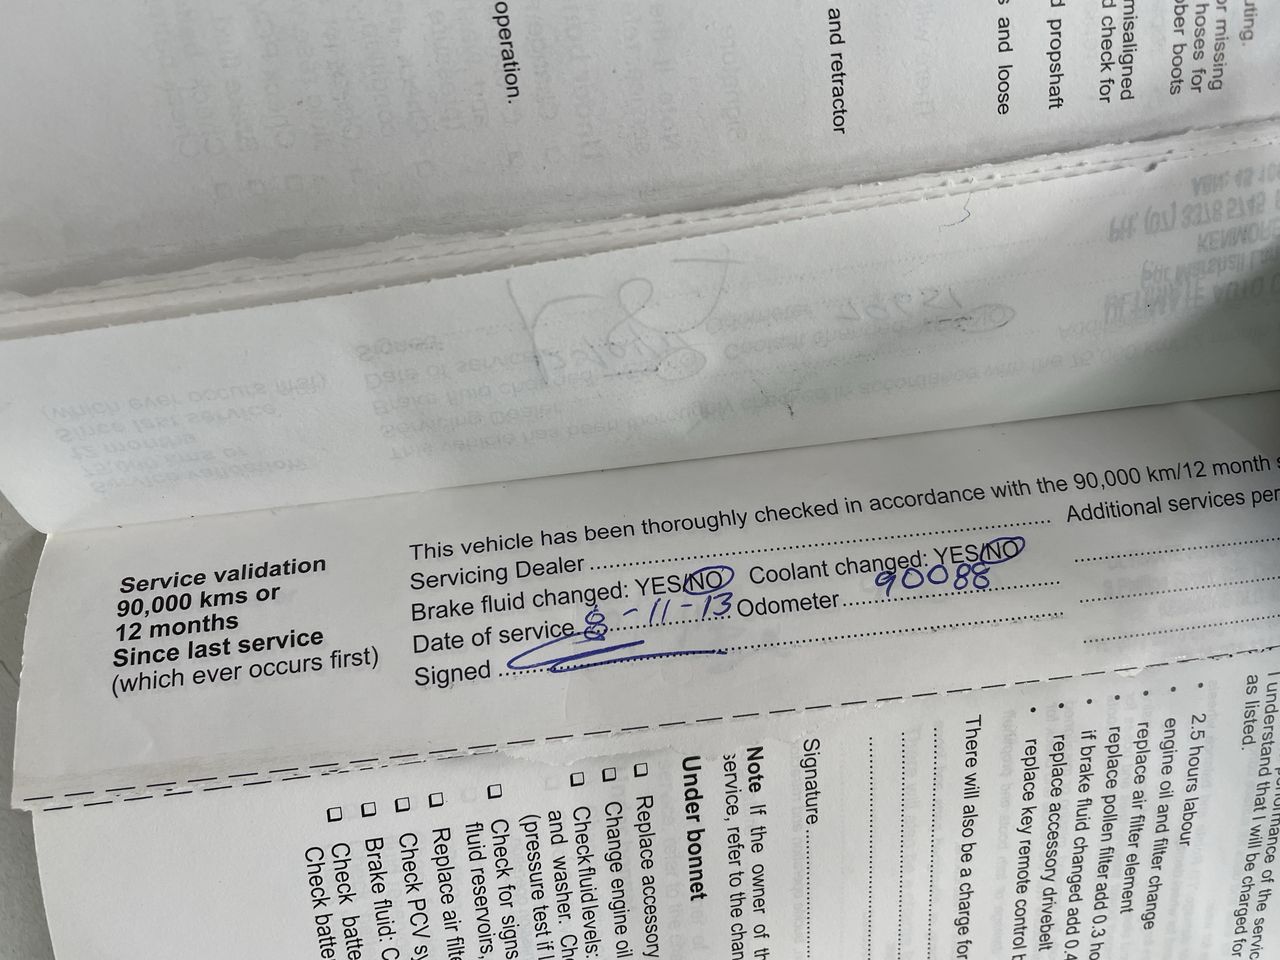 operation.
and retractor
s and loose
d propshaft
misaligned
d check for
or missing
hoses for
ber boots
uting.
Service validation
90,000 kms or
12 months
Since last service
(which ever occurs first)
This vehicle has been thoroughly checked in accordance with the 90,000 km/12 month s
Servicing Dealer
Additional services per
Brake fluid changed: YES/NO Coolant changed: YES/NO
Date of service 8-11-13 Odometer 90088
Signed
I understand that I will be charged for
as listed.
• 2.5 hours labour
• engine oil and filter change
• replace air filter element
• replace pollen filter add 0.3 ho
• if brake fluid changed add 0.4
• replace accessory drivebelt
• replace key remote control b
There will also be a charge for
Signature
Note If the owner of th
service, refer to the chan
Under bonnet
❑ Replace accessory
❑ Change engine oil
❑ Check fluid levels:
and washer. Che
(pressure test if l
❑ Check for signs
fluid reservoirs,
❑ Replace air filte
❑ Check PCV sy
❑ Brake fluid: C
❑ Check batte
Check batte